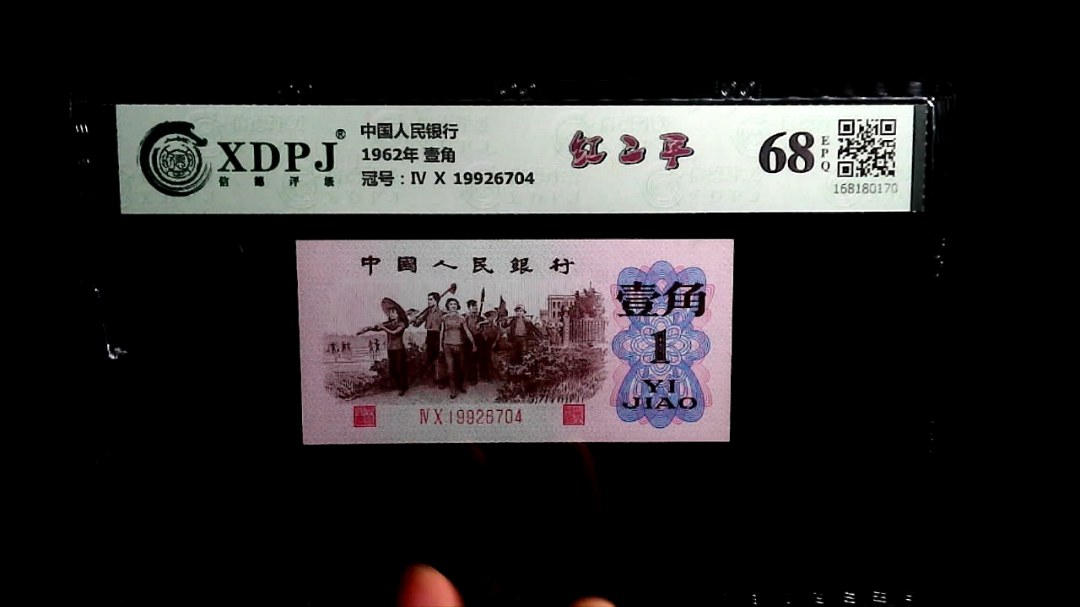 XDPJ®
信德评级
中国人民银行
1962年 壹角
冠号：Ⅳ Ⅹ 19926704
红二平
68
EPQ
168180170
中國人民銀行
壹角
1
YI
JIAO
Ⅳ Ⅹ 19926704